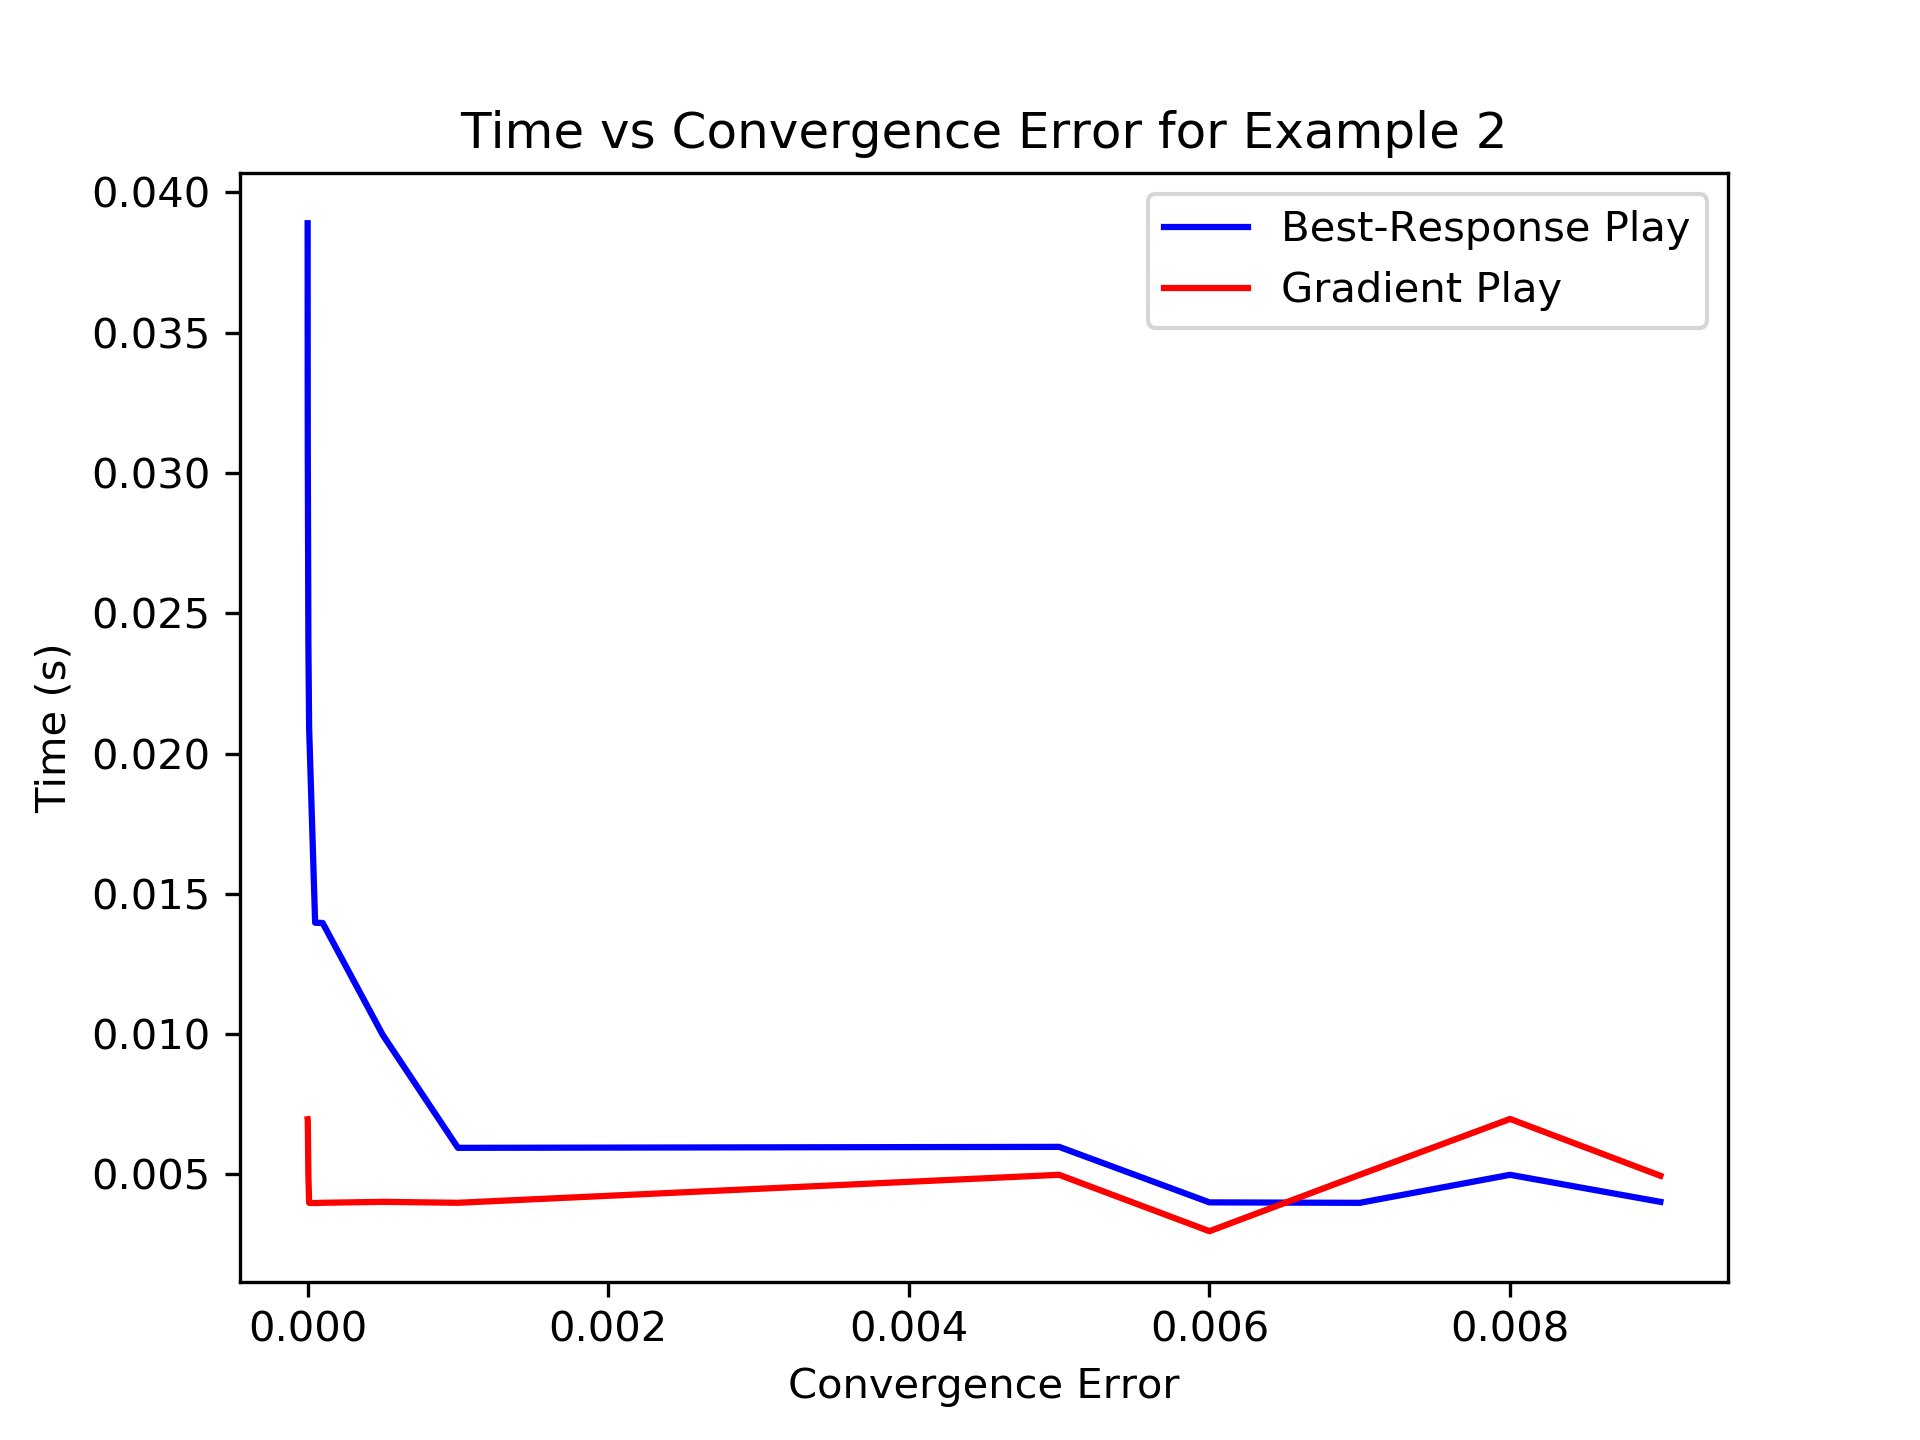 Time vs Convergence Error for Example 2
Best-Response Play
Gradient Play
0.040
0.035
0.030
0.025
0.020
0.015
0.010
0.005
Time (s)
0.000
0.002
0.004
0.006
0.008
Convergence Error